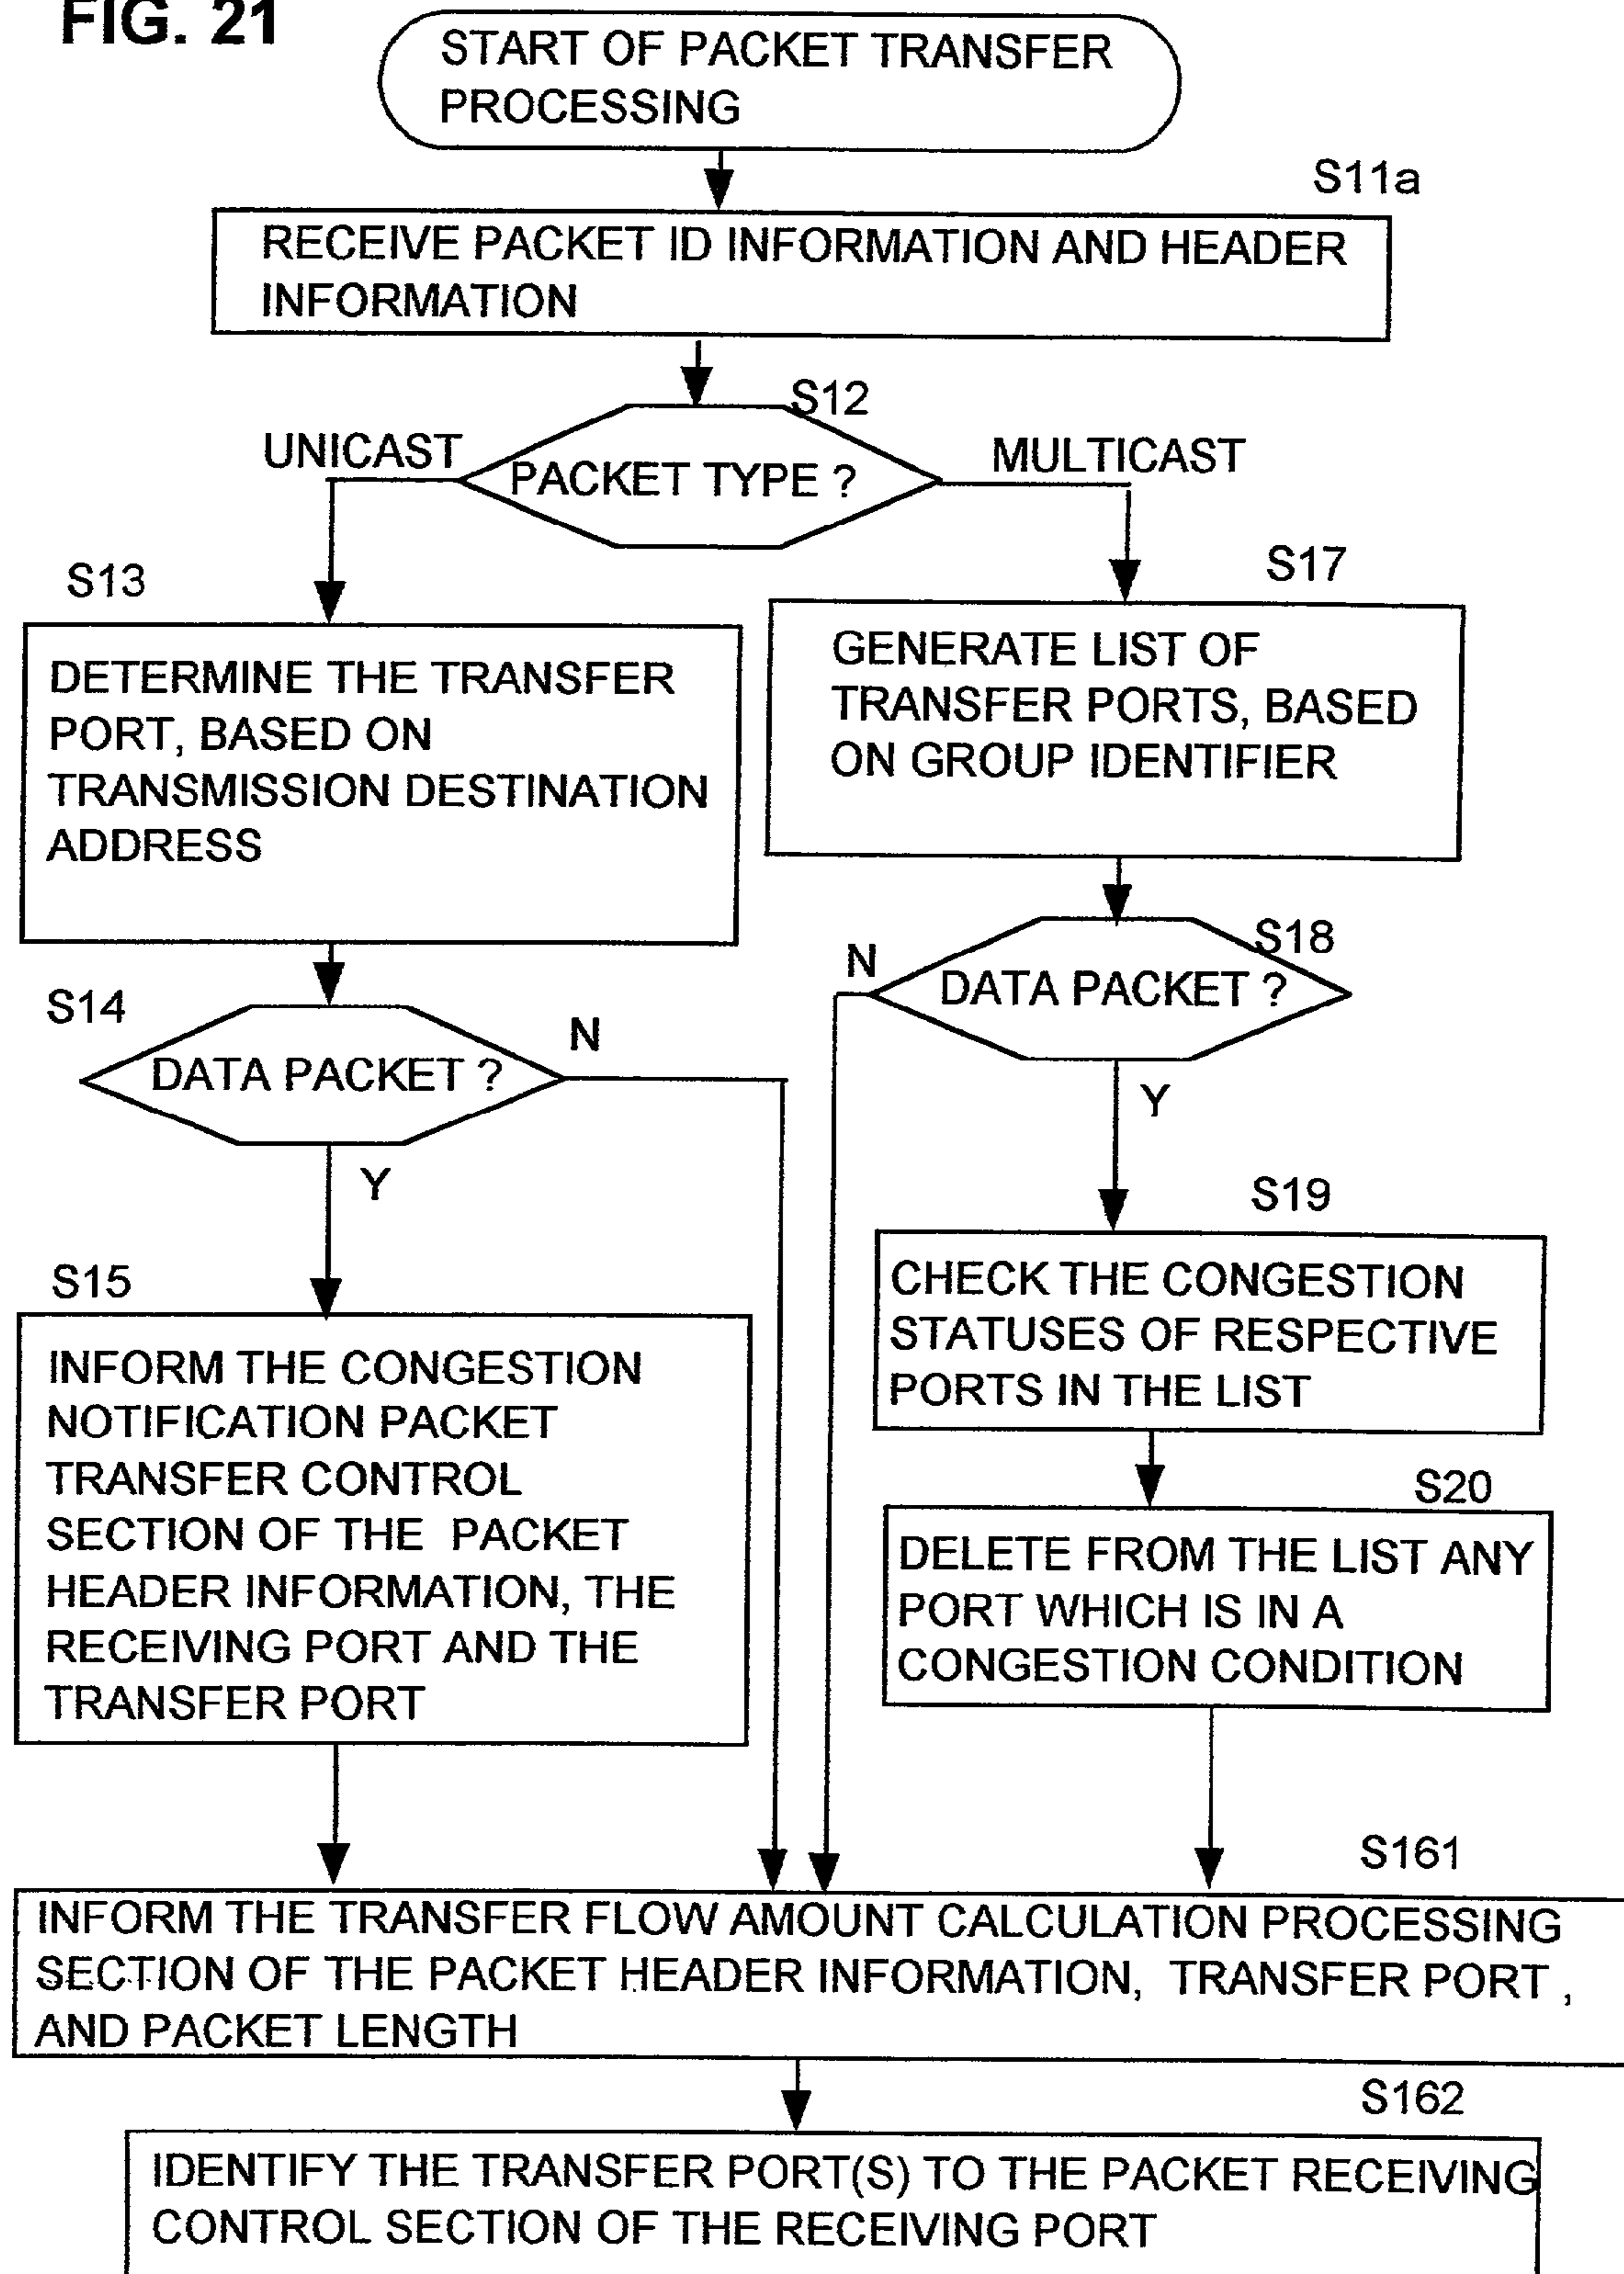 FIG. 21
START OF PACKET TRANSFER
PROCESSING
S11a
RECEIVE PACKET ID INFORMATION AND HEADER
INFORMATION
S12
UNICAST
PACKET TYPE ?
MULTICAST
S13
DETERMINE THE TRANSFER
PORT, BASED ON
TRANSMISSION DESTINATION
ADDRESS
S17
GENERATE LIST OF
TRANSFER PORTS, BASED
ON GROUP IDENTIFIER
S14
DATA PACKET ?
N
Y
S18
N
DATA PACKET ?
Y
S15
INFORM THE CONGESTION
NOTIFICATION PACKET
TRANSFER CONTROL
SECTION OF THE PACKET
HEADER INFORMATION, THE
RECEIVING PORT AND THE
TRANSFER PORT
S19
CHECK THE CONGESTION
STATUSES OF RESPECTIVE
PORTS IN THE LIST
S20
DELETE FROM THE LIST ANY
PORT WHICH IS IN A
CONGESTION CONDITION
S161
INFORM THE TRANSFER FLOW AMOUNT CALCULATION PROCESSING
SECTION OF THE PACKET HEADER INFORMATION, TRANSFER PORT ,
AND PACKET LENGTH
S162
IDENTIFY THE TRANSFER PORT(S) TO THE PACKET RECEIVING
CONTROL SECTION OF THE RECEIVING PORT